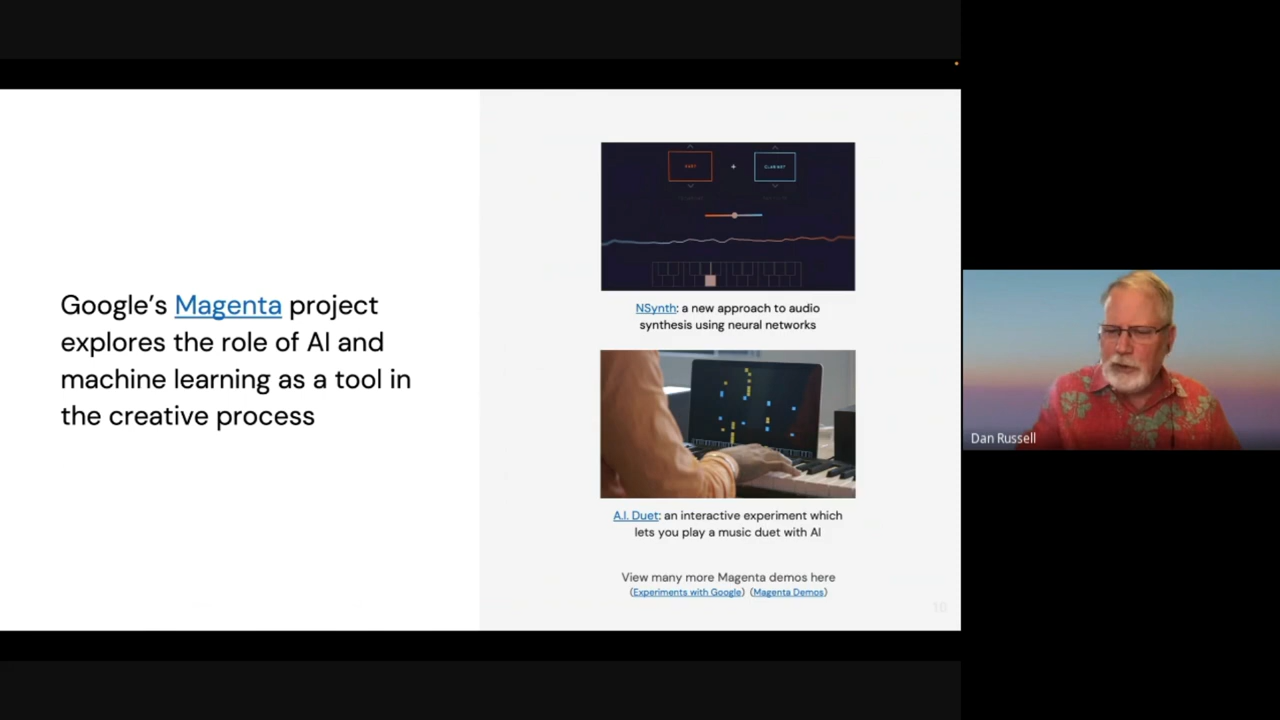 Google's Magenta project
explores the role of AI and
machine learning as a tool in
the creative process
+
CLARINET
NSynth: a new approach to audio
synthesis using neural networks
A.I. Duet: an interactive experiment which
lets you play a music duet with AI
View many more Magenta demos here
(Experiments with Google) (Magenta Demos)
Dan Russell